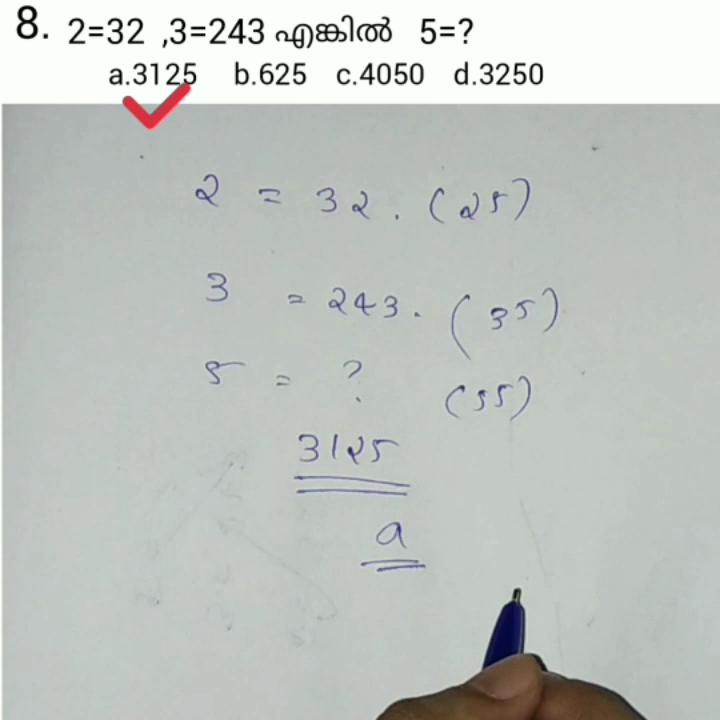 8. 2=32 ,3=243 എങ്കിൽ 5=?
a.3125 b.625 c.4050 d.3250
2 = 32. (2⁵)
3 = 243. (3⁵)
5 = ? (5⁵)
3125
a